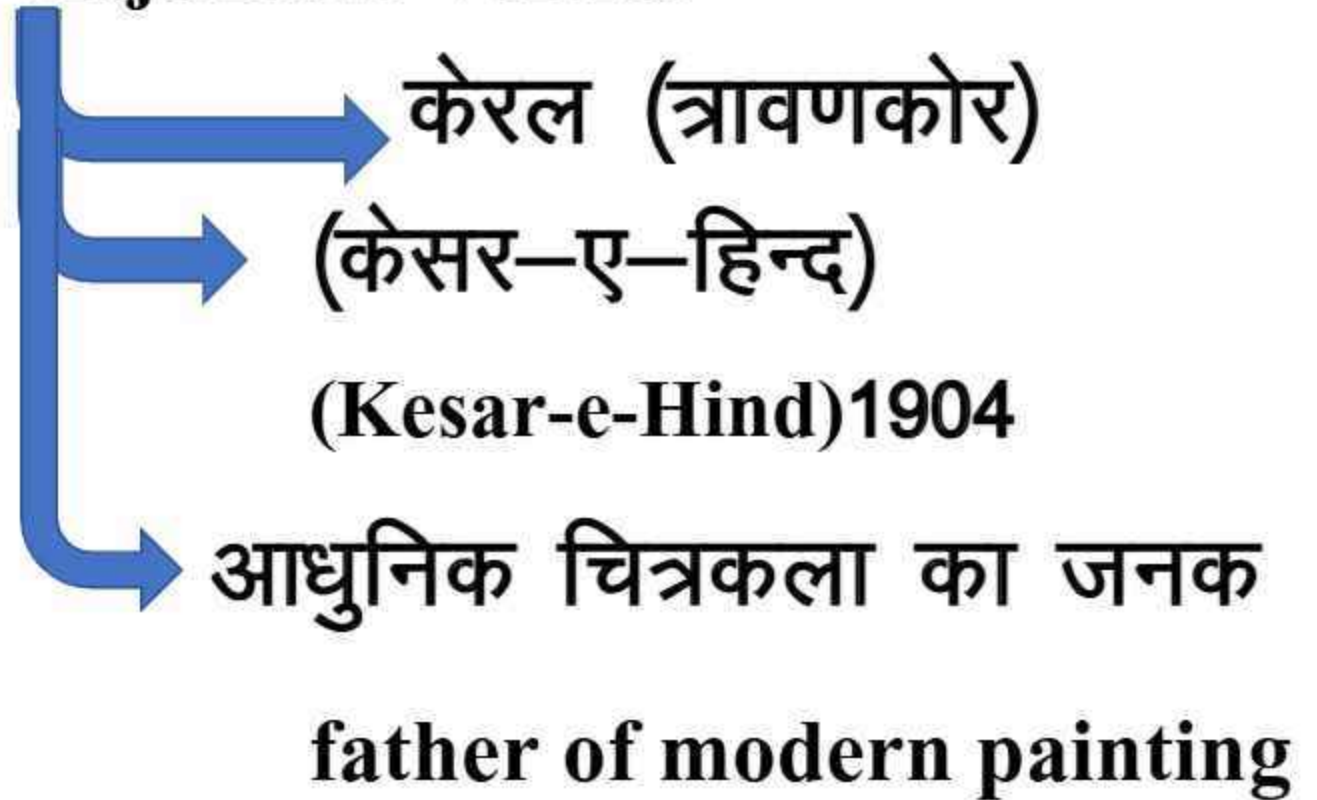 केरल (त्रावणकोर)
(केसर–ए–हिन्द)
(Kesar-e-Hind)1904
आधुनिक चित्रकला का जनक
father of modern painting